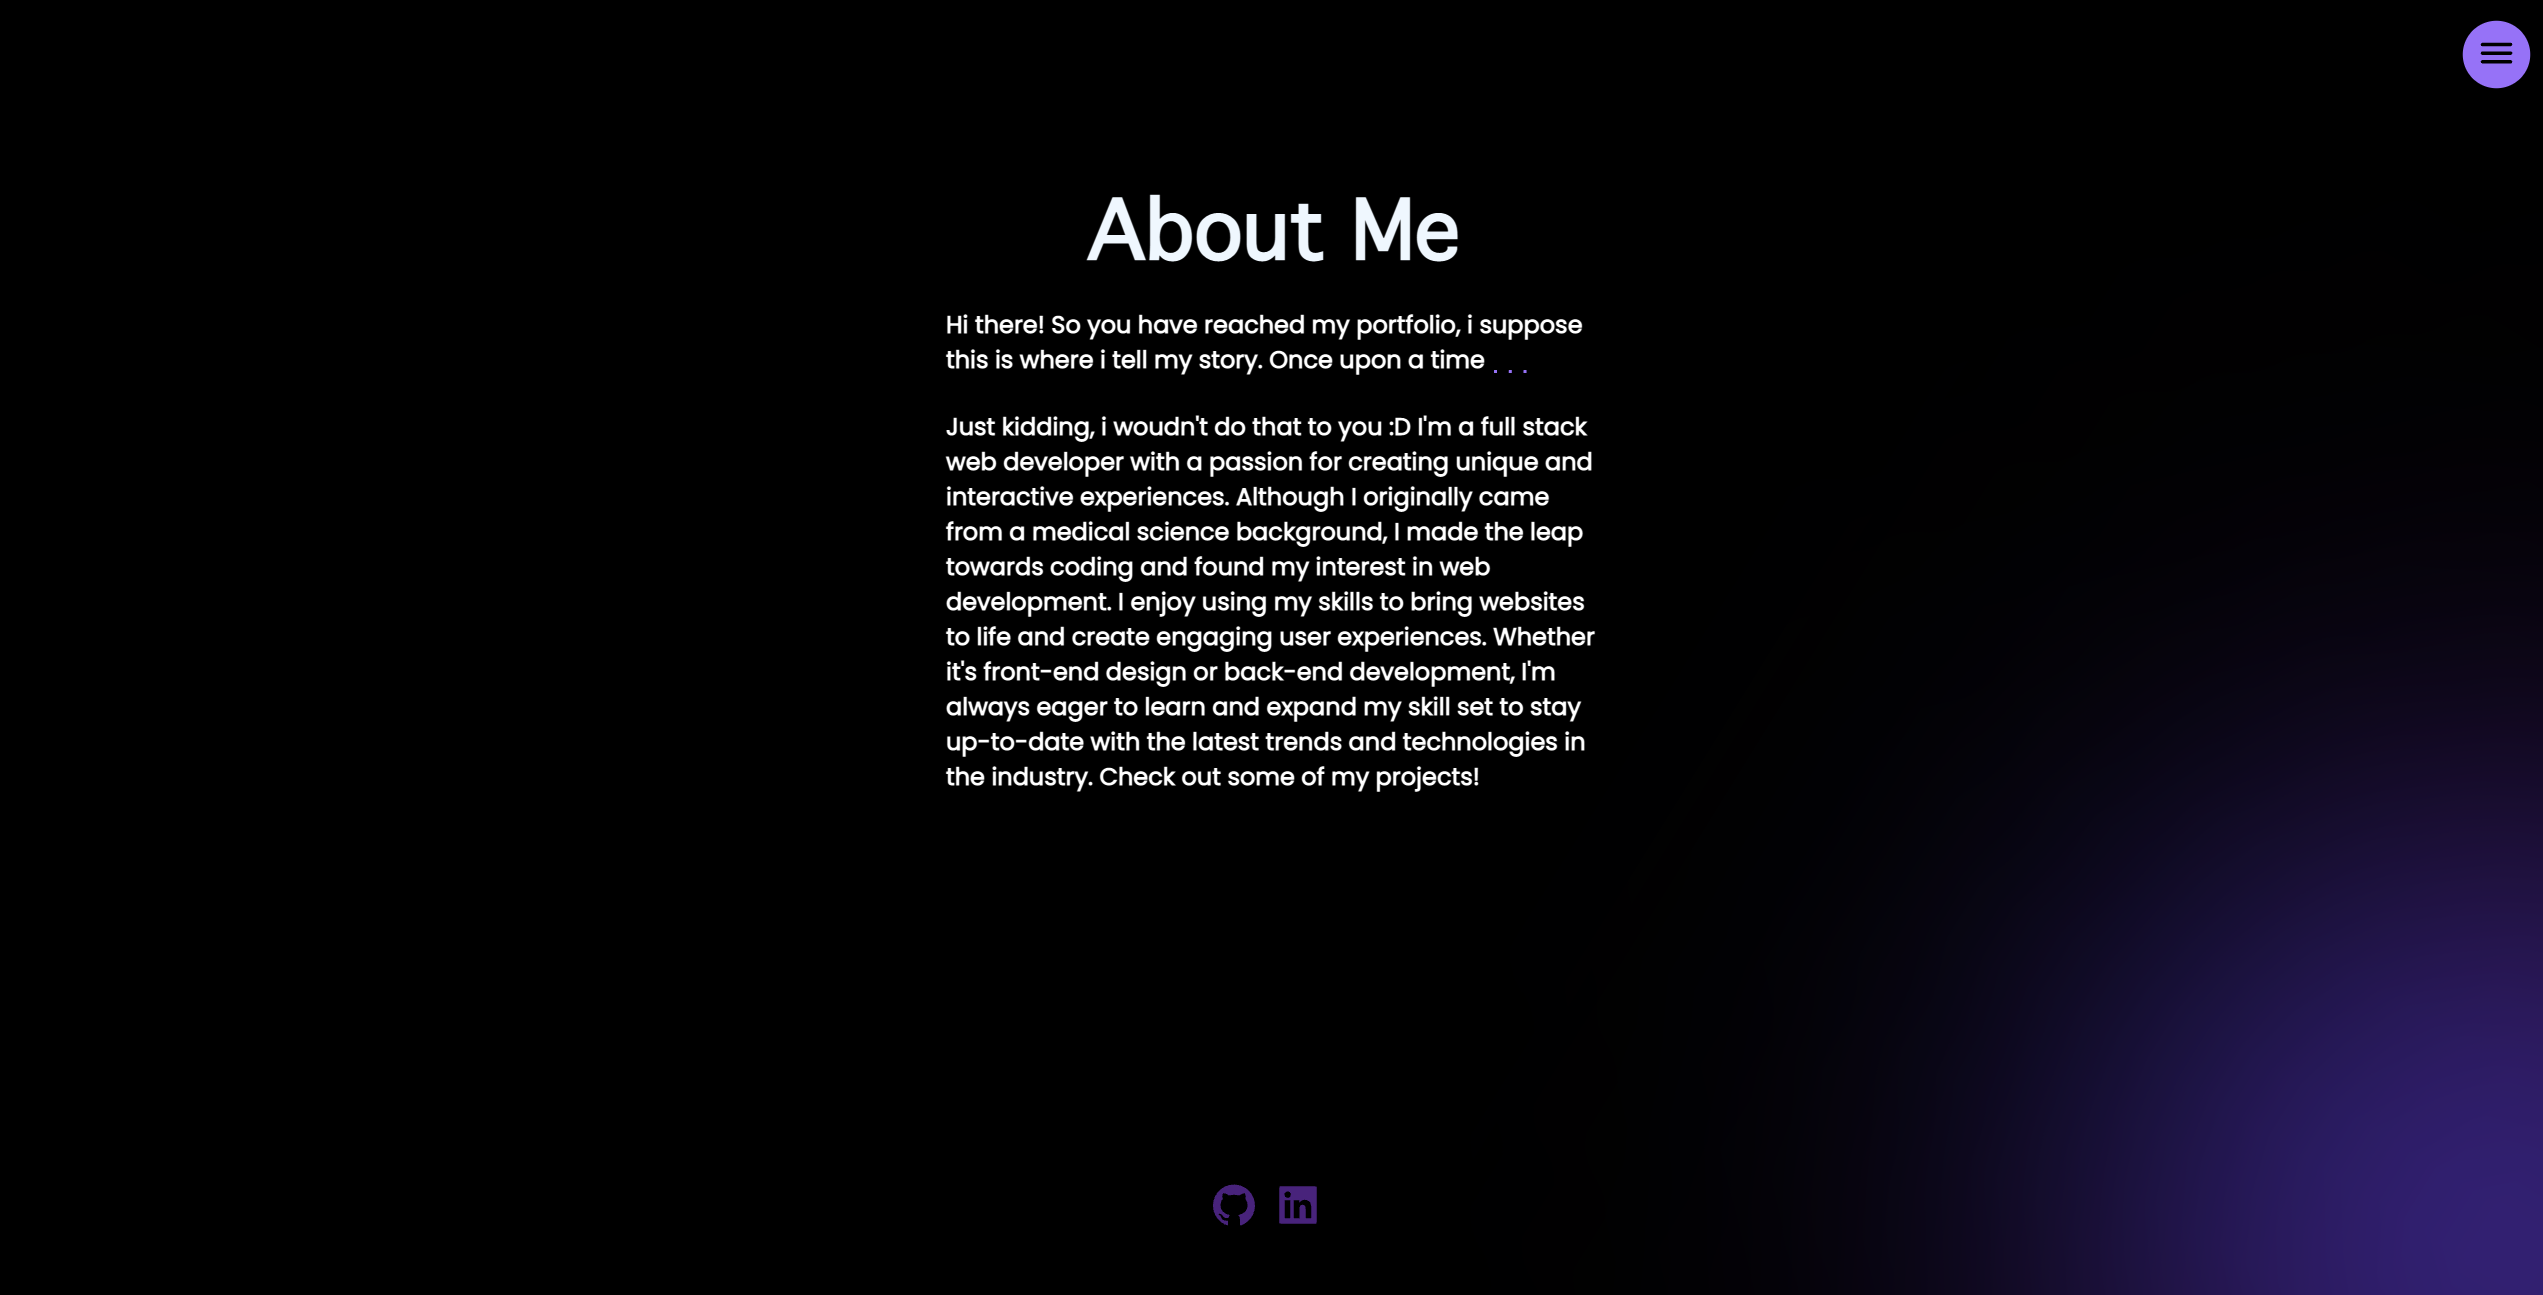 About Me
Hi there! So you have reached my portfolio, i suppose
this is where i tell my story. Once upon a time . . .
Just kidding, i woudn't do that to you :D I'm a full stack
web developer with a passion for creating unique and
interactive experiences. Although I originally came
from a medical science background, I made the leap
towards coding and found my interest in web
development. I enjoy using my skills to bring websites
to life and create engaging user experiences. Whether
it's front-end design or back-end development, I'm
always eager to learn and expand my skill set to stay
up-to-date with the latest trends and technologies in
the industry. Check out some of my projects!
in